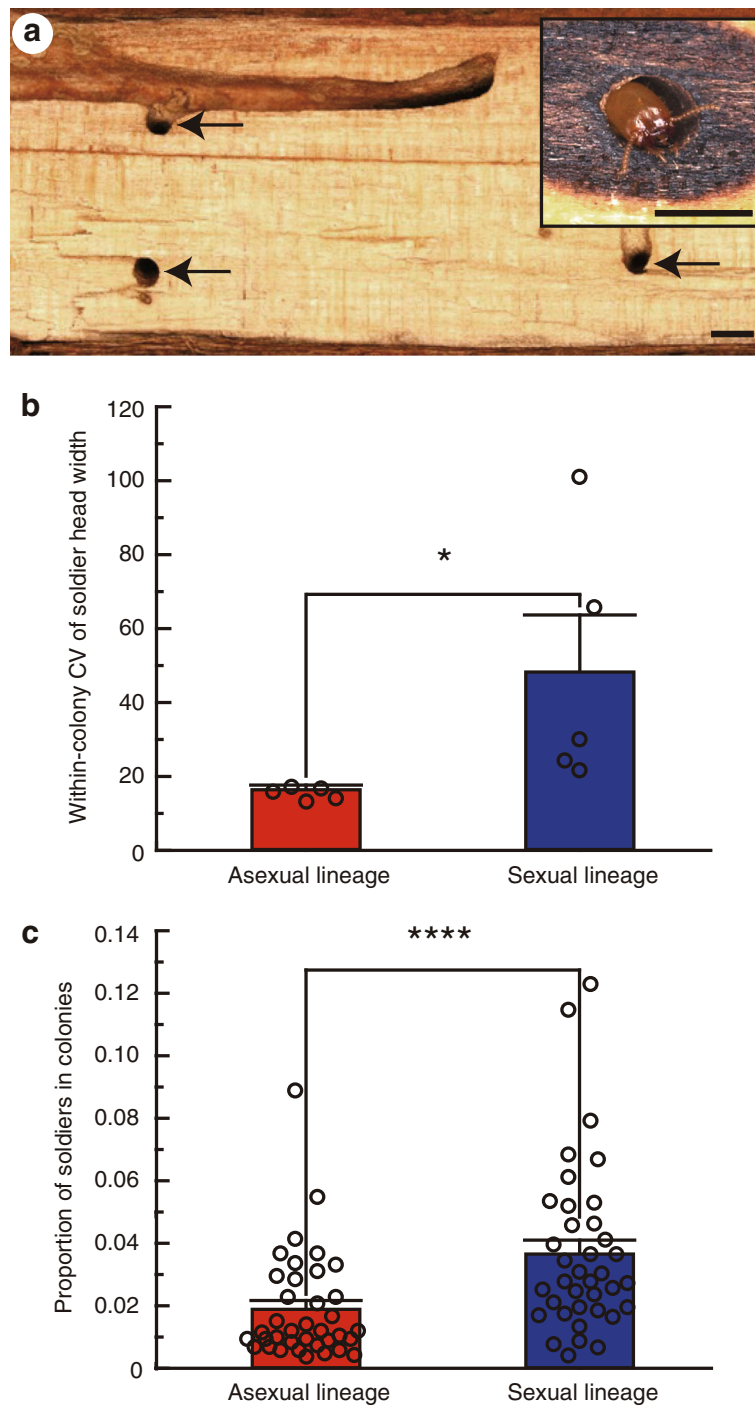 a
b
Within-colony CV of soldier head width
120
100
80
60
40
20
0
*
Asexual lineage
Sexual lineage
c
Proportion of soldiers in colonies
0.14
0.12
0.10
0.08
0.06
0.04
0.02
0
****
Asexual lineage
Sexual lineage